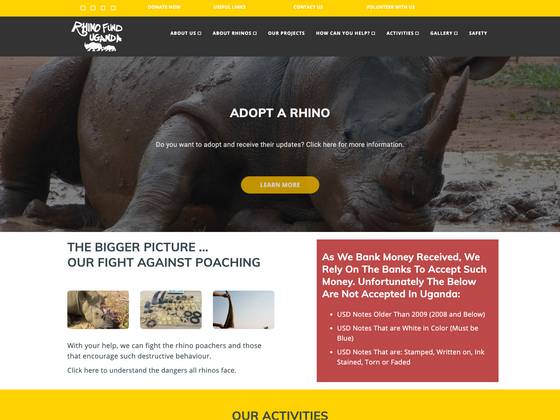 DONATE NOW
USEFUL LINKS
CONTACT US
VOLUNTEER WITH US
RHINO FUND
UGANDA
ABOUT US
ABOUT RHINOS
OUR PROJECTS
HOW CAN YOU HELP?
ACTIVITIES
GALLERY
SAFETY
ADOPT A RHINO
Do you want to adopt and receive their updates? Click here for more information.
LEARN MORE
THE BIGGER PICTURE ...
OUR FIGHT AGAINST POACHING
With your help, we can fight the rhino poachers and those
that encourage such destructive behaviour.
Click here to understand the dangers all rhinos face.
As We Bank Money Received, We
Rely On The Banks To Accept Such
Money. Unfortunately The Below
Are Not Accepted In Uganda:
USD Notes Older Than 2009 (2008 and Below)
USD Notes That are White in Color (Must be
Blue)
USD Notes That are: Stamped, Written on, Ink
Stained, Torn or Faded
OUR ACTIVITIES